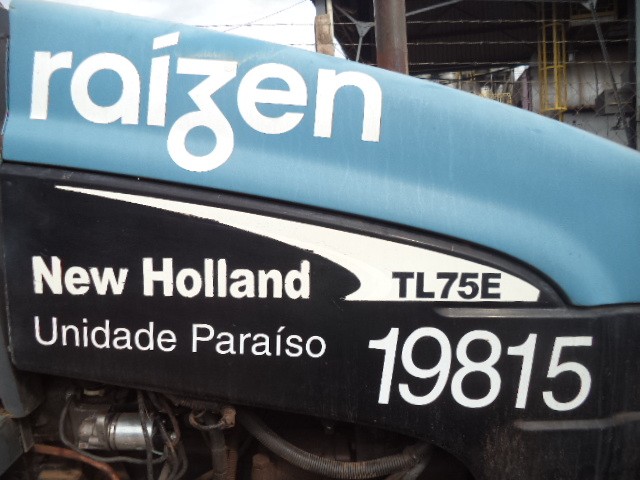 raízen
New Holland
TL75E
Unidade Paraíso
19815